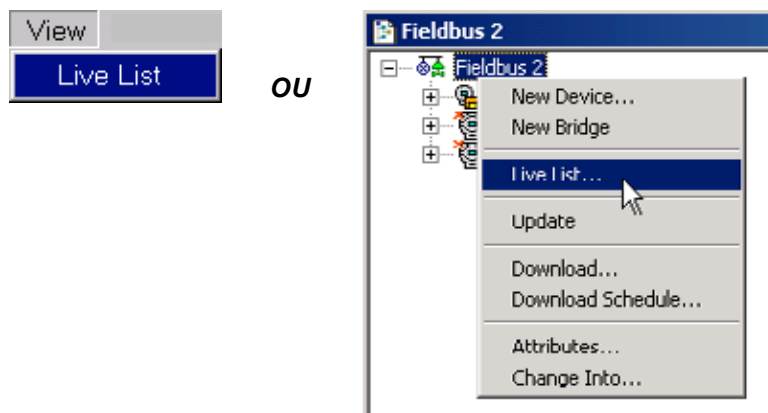 View
Live List
OU
Fieldbus 2
Fieldbus 2
New Device...
New Bridge
Live List...
Update
Download...
Download Schedule...
Attributes...
Change Into...